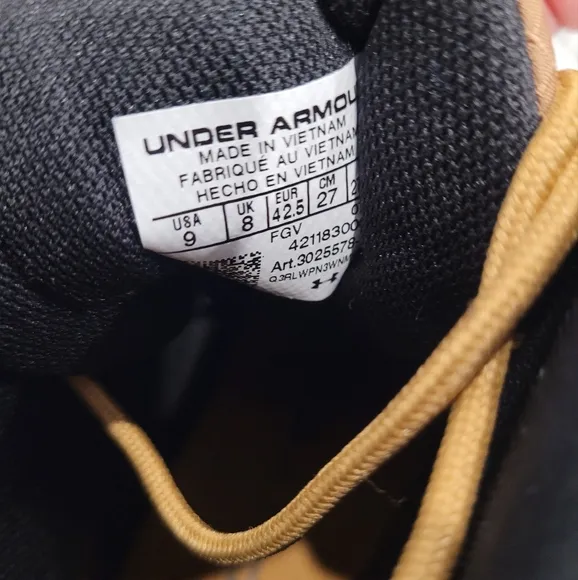 UNDER ARMOU
MADE IN VIETNAM
FABRIQUÉ AU VIETNAM
HECHO EN VIETNAM
USA UK EUR CM
9 8 42.5 27
FGV
42118300
Art.3025578
Q3RLWPN3WNM